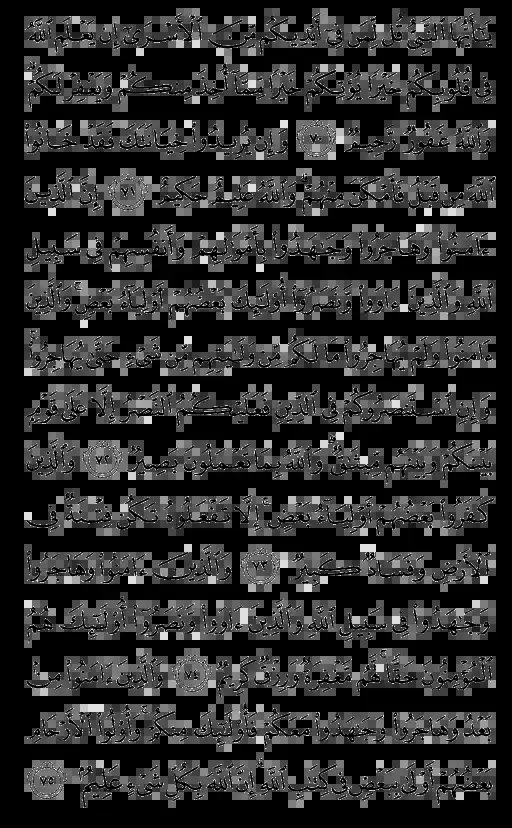 يَـٰٓأَيُّهَا ٱلنَّبِىُّ قُل لِّمَن فِىٓ أَيْدِيكُم مِّنَ ٱلْأَسْرَىٰٓ إِن يَعْلَمِ ٱللَّهُ
فِى قُلُوبِكُمْ خَيْرًا يُؤْتِكُمْ خَيْرًا مِّمَّآ أُخِذَ مِنكُمْ وَيَغْفِرْ لَكُمْ
وَٱللَّهُ غَفُورٌ رَّحِيمٌ ٧٠ وَإِن يُرِيدُوا۟ خِيَانَتَكَ فَقَدْ خَانُوا۟
ٱللَّهَ مِن قَبْلُ فَأَمْكَنَ مِنْهُمْ وَٱللَّهُ عَلِيمٌ حَكِيمٌ ٧١ إِنَّ ٱلَّذِينَ
ءَامَنُوا۟ وَهَاجَرُوا۟ وَجَـٰهَدُوا۟ بِأَمْوَٰلِهِمْ وَأَنفُسِهِمْ فِى سَبِيلِ
ٱللَّهِ وَٱلَّذِينَ ءَاوَوا۟ وَّنَصَرُوٓا۟ أُو۟لَـٰٓئِكَ بَعْضُهُمْ أَوْلِيَآءُ بَعْضٍ وَٱلَّذِينَ
ءَامَنُوا۟ وَلَمْ يُهَاجِرُوا۟ مَا لَكُم مِّن وَلَـٰيَتِهِم مِّن شَىْءٍ حَتَّىٰ يُهَاجِرُوا۟
وَإِنِ ٱسْتَنصَرُوكُمْ فِى ٱلدِّينِ فَعَلَيْكُمُ ٱلنَّصْرُ إِلَّا عَلَىٰ قَوْمٍۭ
بَيْنَكُمْ وَبَيْنَهُم مِّيثَـٰقٌ وَٱللَّهُ بِمَا تَعْمَلُونَ بَصِيرٌ ٧٢ وَٱلَّذِينَ
كَفَرُوا۟ بَعْضُهُمْ أَوْلِيَآءُ بَعْضٍ إِلَّا تَفْعَلُوهُ تَكُن فِتْنَةٌ فِى
ٱلْأَرْضِ وَفَسَادٌ كَبِيرٌ ٧٣ وَٱلَّذِينَ ءَامَنُوا۟ وَهَاجَرُوا۟
وَجَـٰهَدُوا۟ فِى سَبِيلِ ٱللَّهِ وَٱلَّذِينَ ءَاوَوا۟ وَّنَصَرُوٓا۟ أُو۟لَـٰٓئِكَ هُمُ
ٱلْمُؤْمِنُونَ حَقًّا لَّهُم مَّغْفِرَةٌ وَرِزْقٌ كَرِيمٌ ٧٤ وَٱلَّذِينَ ءَامَنُوا۟ مِنۢ
بَعْدُ وَهَاجَرُوا۟ وَجَـٰهَدُوا۟ مَعَكُمْ فَأُو۟لَـٰٓئِكَ مِنكُمْ وَأُو۟لُوا۟ ٱلْأَرْحَامِ
بَعْضُهُمْ أَوْلَىٰ بِبَعْضٍ فِى كِتَـٰبِ ٱللَّهِ إِنَّ ٱللَّهَ بِكُلِّ شَىْءٍ عَلِيمٌۢ ٧٥